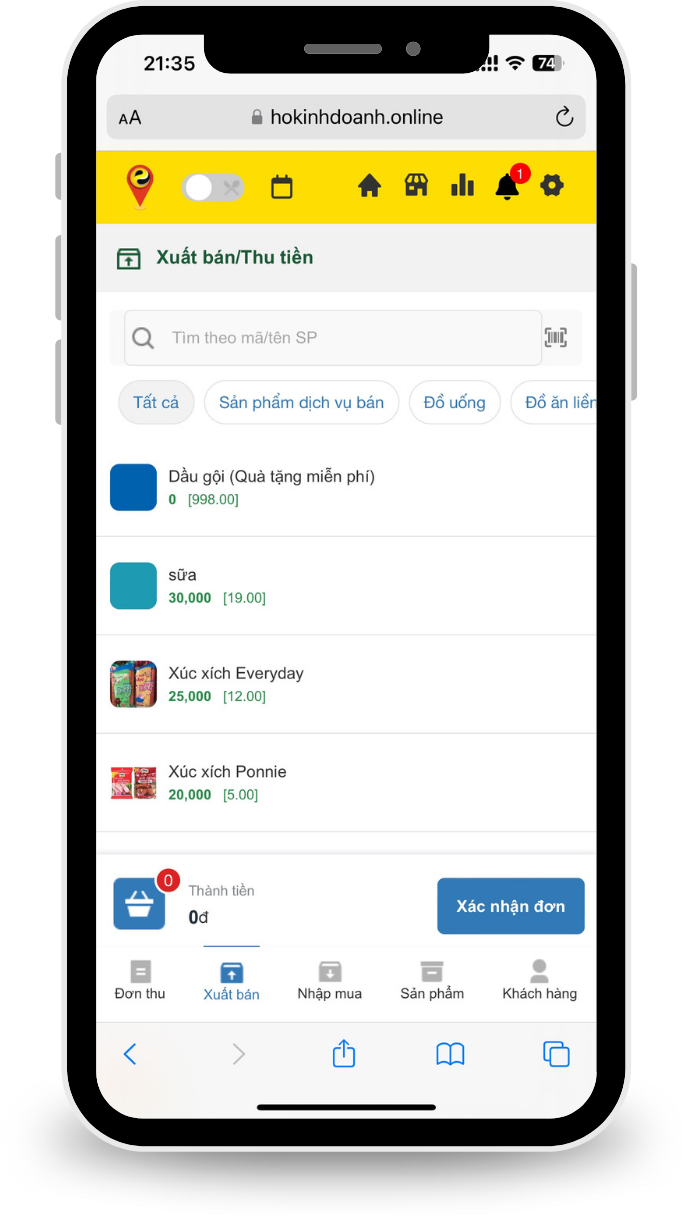 21:35
74
AA
hokinhdoanh.online
1
Xuất bán/Thu tiền
Tìm theo mã/tên SP
Tất cả
Sản phẩm dịch vụ bán
Đồ uống
Đồ ăn liền
Dầu gội (Quà tặng miễn phí)
0 [998.00]
sữa
30,000 [19.00]
Xúc xích Everyday
25,000 [12.00]
Xúc xích Ponnie
20,000 [5.00]
0
Thành tiền
0đ
Xác nhận đơn
Đơn thu
Xuất bán
Nhập mua
Sản phẩm
Khách hàng